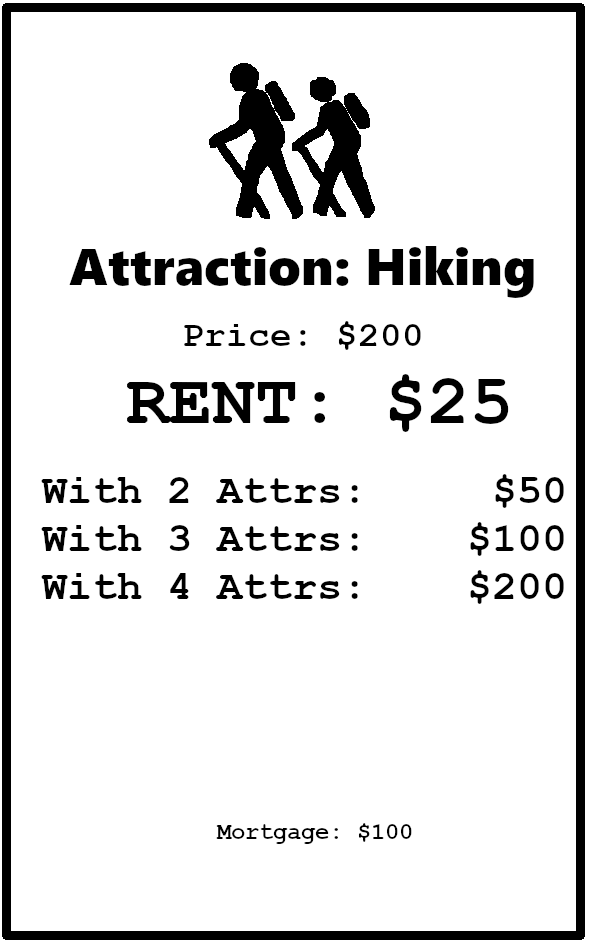 Attraction: Hiking
Price: $200
RENT: $25
With 2 Attrs: $50
With 3 Attrs: $100
With 4 Attrs: $200
Mortgage: $100